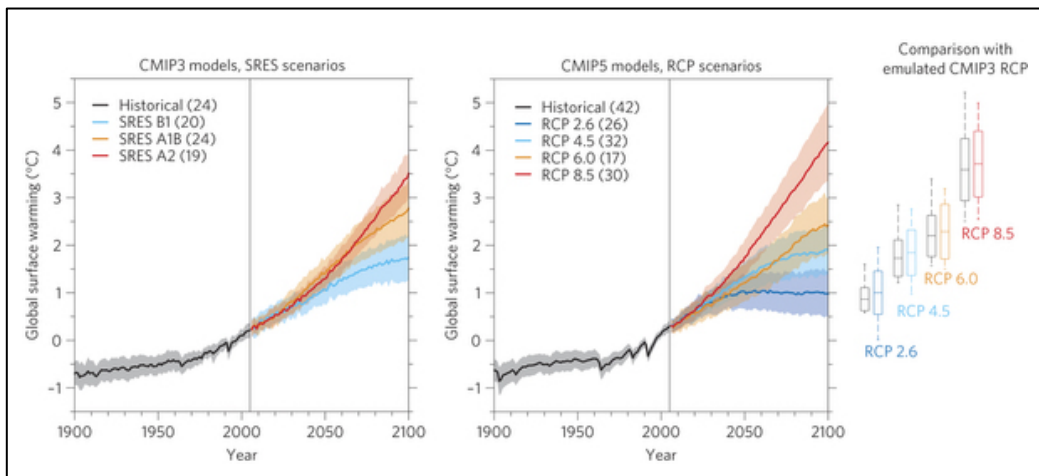 CMIP3 models, SRES scenarios
Global surface warming (°C)
5
4
3
2
1
0
−1
Historical (24)
SRES B1 (20)
SRES A1B (24)
SRES A2 (19)
1900
1950
2000
2050
2100
Year
CMIP5 models, RCP scenarios
Global surface warming (°C)
5
4
3
2
1
0
−1
Historical (42)
RCP 2.6 (26)
RCP 4.5 (32)
RCP 6.0 (17)
RCP 8.5 (30)
1900
1950
2000
2050
2100
Year
Comparison with
emulated CMIP3 RCP
RCP 8.5
RCP 6.0
RCP 4.5
RCP 2.6